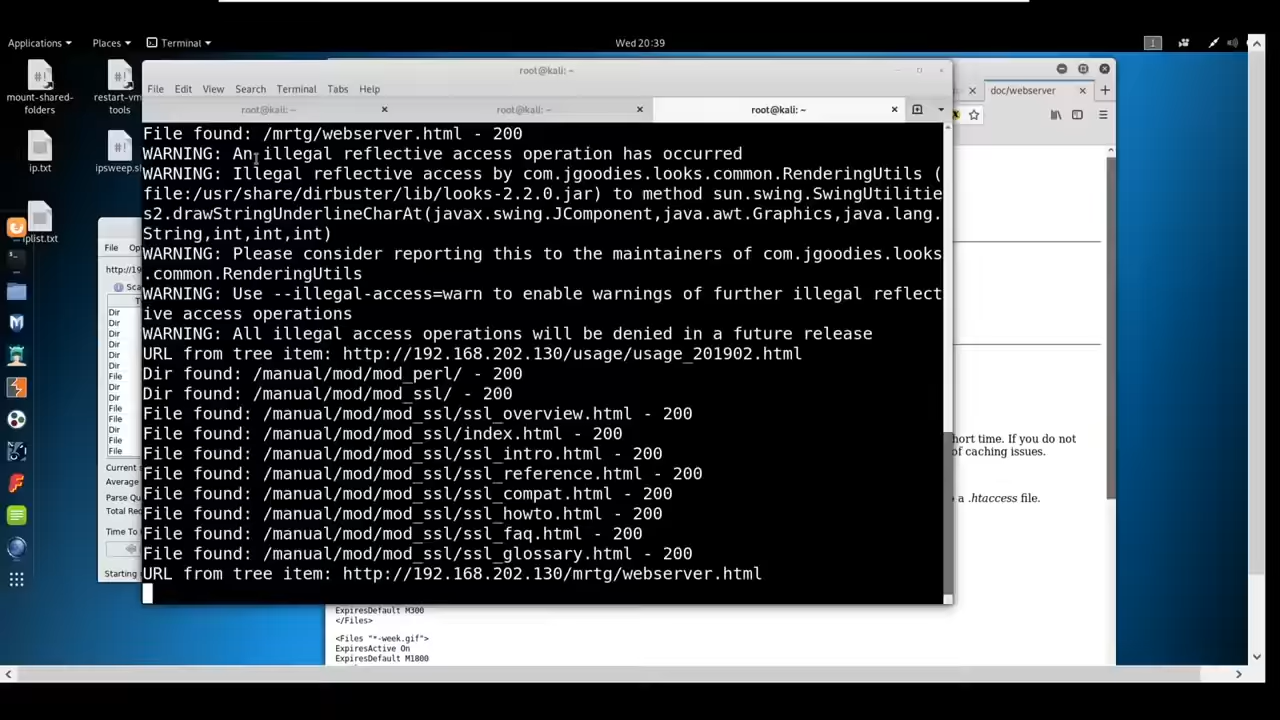 Applications
Places
Terminal
Wed 20:39
1
mount-shared-
folders
restart-vm
tools
ip.txt
ipsweep.s
iplist.txt
root@kali: ~
File Edit View Search Terminal Tabs Help
root@kali: ~
root@kali: ~
root@kali: ~
File found: /mrtg/webserver.html - 200
WARNING: An illegal reflective access operation has occurred
WARNING: Illegal reflective access by com.jgoodies.looks.common.RenderingUtils (
file:/usr/share/dirbuster/lib/looks-2.2.0.jar) to method sun.swing.SwingUtilitie
s2.drawStringUnderlineCharAt(javax.swing.JComponent,java.awt.Graphics,java.lang.
String,int,int,int)
WARNING: Please consider reporting this to the maintainers of com.jgoodies.looks
.common.RenderingUtils
WARNING: Use --illegal-access=warn to enable warnings of further illegal reflect
ive access operations
WARNING: All illegal access operations will be denied in a future release
URL from tree item: http://192.168.202.130/usage/usage_201902.html
Dir found: /manual/mod/mod_perl/ - 200
Dir found: /manual/mod/mod_ssl/ - 200
File found: /manual/mod/mod_ssl/ssl_overview.html - 200
File found: /manual/mod/mod_ssl/index.html - 200
File found: /manual/mod/mod_ssl/ssl_intro.html - 200
File found: /manual/mod/mod_ssl/ssl_reference.html - 200
File found: /manual/mod/mod_ssl/ssl_compat.html - 200
File found: /manual/mod/mod_ssl/ssl_howto.html - 200
File found: /manual/mod/mod_ssl/ssl_faq.html - 200
File found: /manual/mod/mod_ssl/ssl_glossary.html - 200
URL from tree item: http://192.168.202.130/mrtg/webserver.html
File Op
http://19
Sca
T
Dir
Dir
Dir
Dir
Dir
Dir
Dir
Dir
File
File
File
Dir
File
File
Current
Average
Parse Qu
Total Rec
Time To
Starting
doc/webserver
hort time. If you do not
of caching issues.
a .htaccess file.
ExpiresDefault M300
</Files>
<Files "*-week.gif">
ExpiresActive On
ExpiresDefault M1800